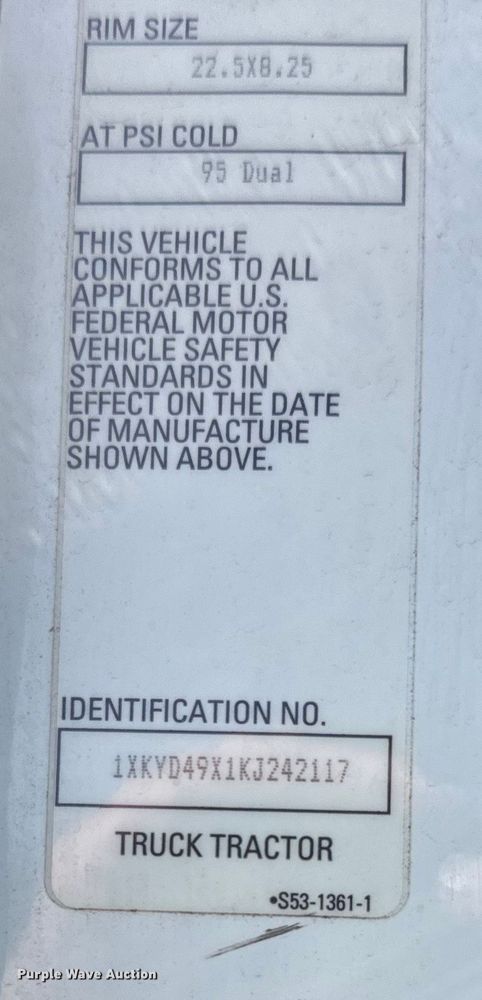 RIM SIZE
22.5X8.25
AT PSI COLD
95 Dual
THIS VEHICLE
CONFORMS TO ALL
APPLICABLE U.S.
FEDERAL MOTOR
VEHICLE SAFETY
STANDARDS IN
EFFECT ON THE DATE
OF MANUFACTURE
SHOWN ABOVE.
IDENTIFICATION NO.
1XKYD49X1KJ242117
TRUCK TRACTOR
•S53-1361-1
Purple Wave Auction